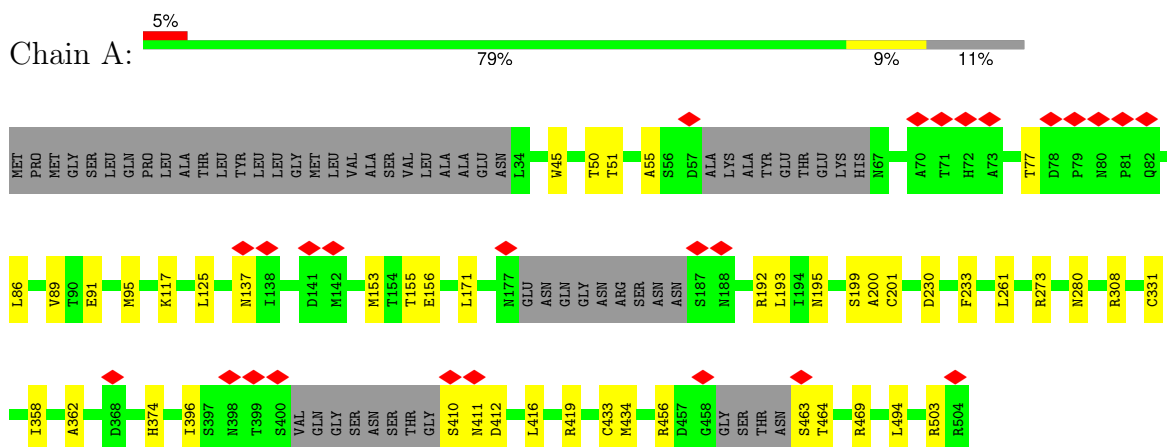 5%
Chain A:
79% 9% 11%
MET PRO MET GLY SER LEU GLN PRO LEU ALA THR LEU TYR LEU LEU GLY MET LEU VAL ALA SER VAL LEU ALA ALA GLU ASN L34 W45 T50 T51 A55 S56 D57 ALA LYS ALA TYR GLU THR GLU LYS HIS N67 A70 T71 H72 A73 T77 D78 P79 N80 P81 Q82
L86 V89 T90 E91 M95 K117 L125 N137 I138 D141 M142 M153 T154 T155 E156 L171 N177 GLU ASN GLN GLY ASN ARG SER ASN ASN S187 N188 R192 L193 I194 N195 S199 A200 C201 D230 F233 L261 R273 N280 R308 C331
I358 A362 D368 H374 I396 S397 N398 T399 S400 VAL GLN GLY SER ASN SER THR GLY S410 N411 D412 L416 R419 C433 M434 R456 D457 G458 GLY SER THR ASN S463 T464 R469 L494 R503 R504